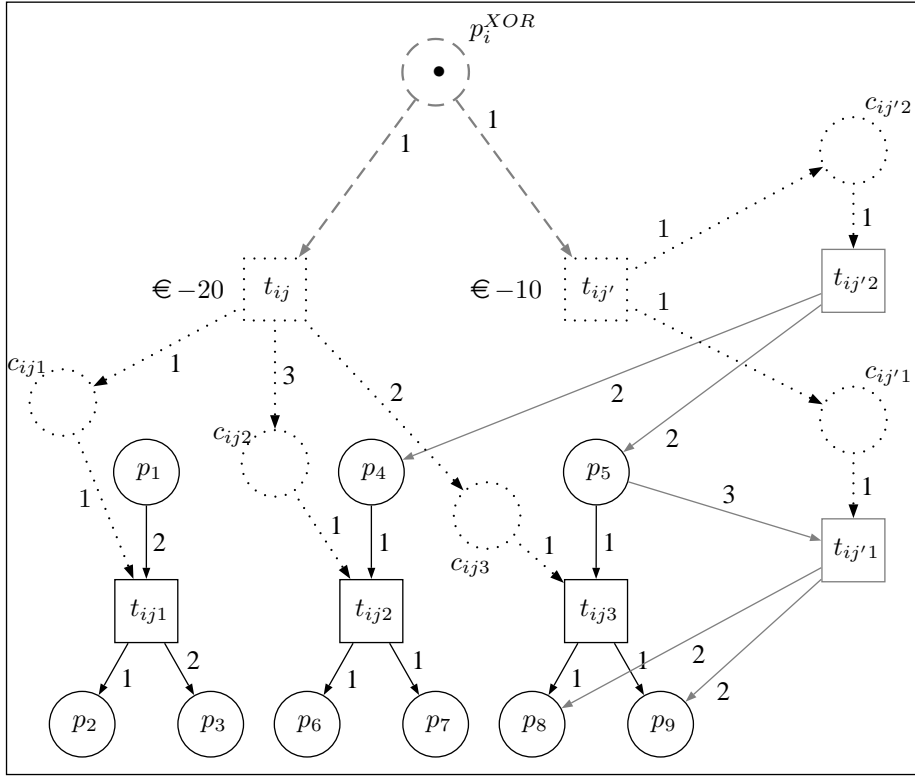 p_i^{XOR}
1
1
c_{ij'2}
1
1
€ −20
t_{ij}
€ −10
t_{ij'}
t_{ij'2}
1
c_{ij1}
1
3
2
2
c_{ij'1}
c_{ij2}
2
p_1
p_4
p_5
3
1
1
2
1
1
c_{ij3}
1
1
t_{ij'1}
t_{ij1}
t_{ij2}
t_{ij3}
1
2
1
1
1
1
2
2
p_2
p_3
p_6
p_7
p_8
p_9